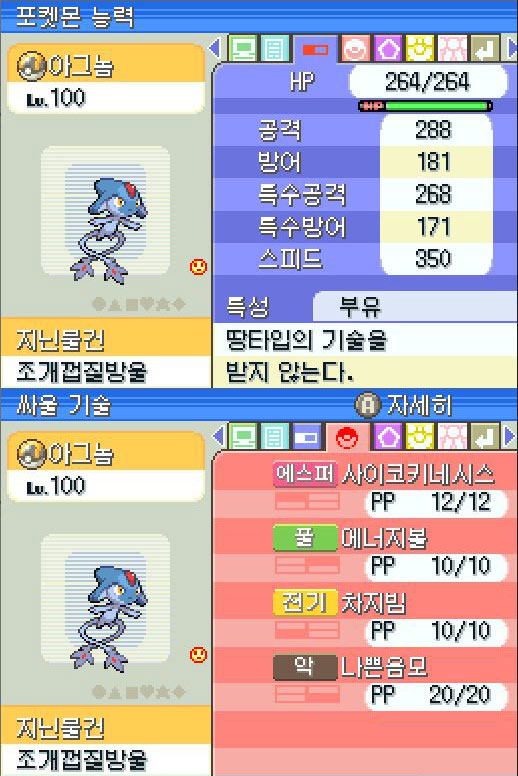 포켓몬 능력
아그놈
Lv.100
HP 264/264
HP
공격 288
방어 181
특수공격 268
특수방어 171
스피드 350
특성 부유
땅타입의 기술을
받지 않는다.
지닌물건
조개껍질방울
싸울 기술
A 자세히
아그놈
Lv.100
에스퍼 사이코키네시스
PP 12/12
풀 에너지볼
PP 10/10
전기 차지빔
PP 10/10
악 나쁜음모
PP 20/20
지닌물건
조개껍질방울